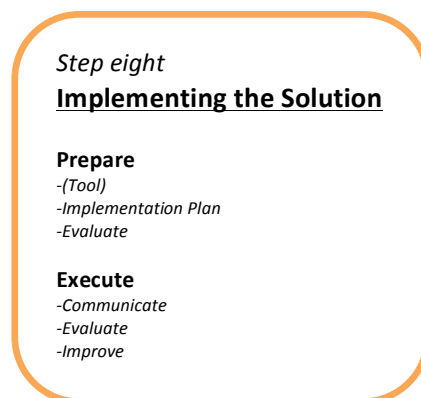 Step eight
Implementing the Solution
Prepare
-(Tool)
-Implementation Plan
-Evaluate
Execute
-Communicate
-Evaluate
-Improve